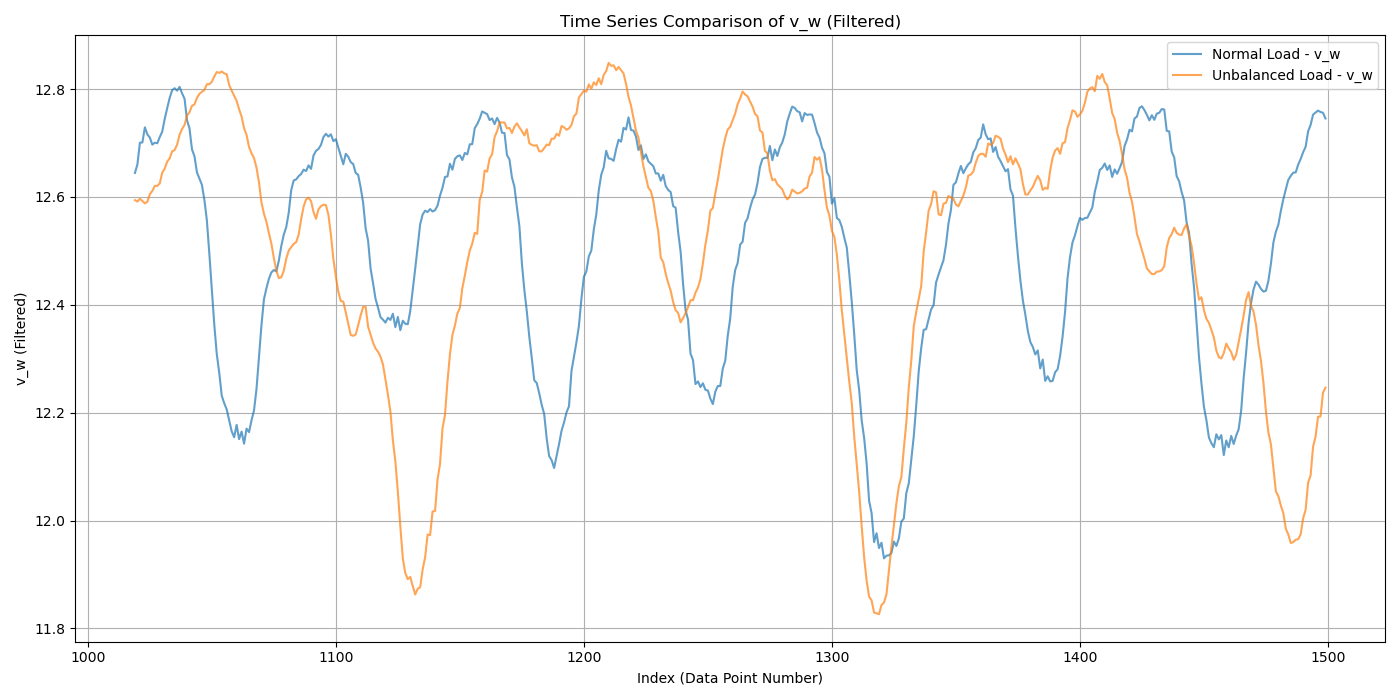 Time Series Comparison of v_w (Filtered)
Normal Load - v_w
Unbalanced Load - v_w
v_w (Filtered)
12.8
12.6
12.4
12.2
12.0
11.8
1000
1100
1200
1300
1400
1500
Index (Data Point Number)